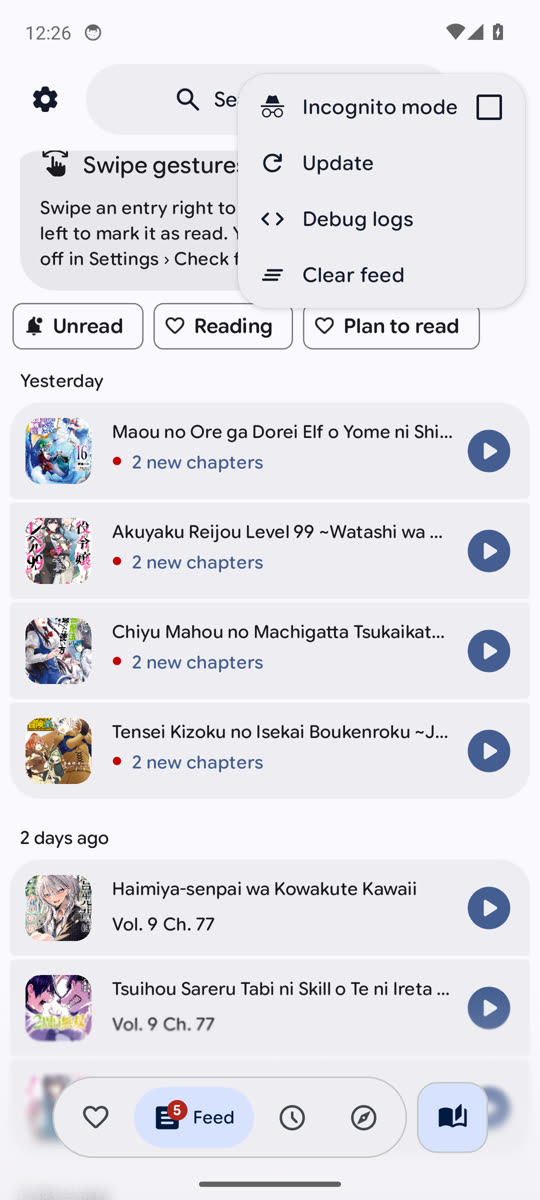 12:26
Se
Incognito mode
Update
Debug logs
Clear feed
Swipe gesture
Swipe an entry right to
left to mark it as read.
off in Settings › Check f
Unread
Reading
Plan to read
Yesterday
Maou no Ore ga Dorei Elf o Yome ni Shi...
2 new chapters
Akuyaku Reijou Level 99 ~Watashi wa ...
2 new chapters
Chiyu Mahou no Machigatta Tsukaikat...
2 new chapters
Tensei Kizoku no Isekai Boukenroku ~J...
2 new chapters
2 days ago
Haimiya-senpai wa Kowakute Kawaii
Vol. 9 Ch. 77
Tsuihou Sareru Tabi ni Skill o Te ni Ireta ...
Vol. 9 Ch. 77
5
Feed